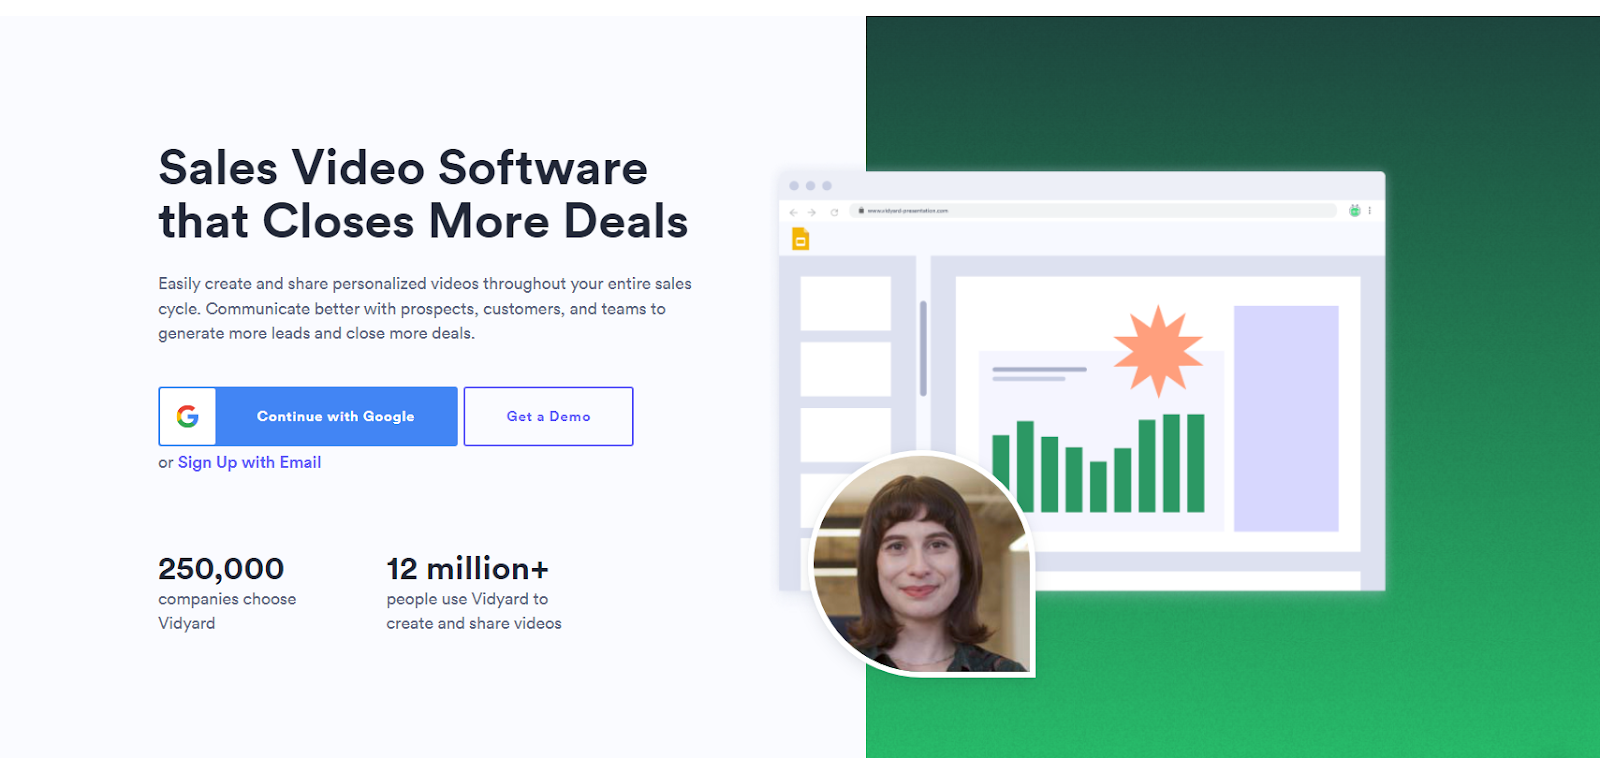 Sales Video Software
that Closes More Deals
Easily create and share personalized videos throughout your entire sales
cycle. Communicate better with prospects, customers, and teams to
generate more leads and close more deals.
Continue with Google
Get a Demo
or Sign Up with Email
250,000
companies choose
Vidyard
12 million+
people use Vidyard to
create and share videos
www.vidyard-presentation.com